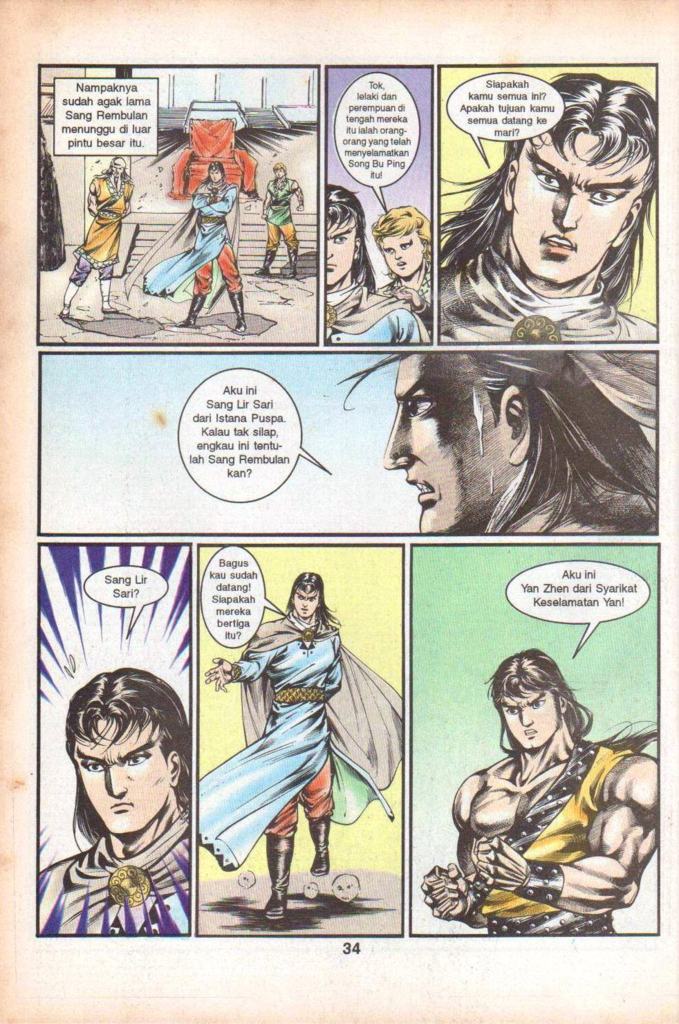 Nampaknya
sudah agak lama
Sang Rembulan
menunggu di luar
pintu besar itu.
Tok,
lelaki dan
perempuan di
tengah mereka
itu ialah orang-
orang yang telah
menyelamatkan
Song Bu Ping
itu!
Siapakah
kamu semua ini?
Apakah tujuan kamu
semua datang ke
mari?
Aku ini
Sang Lir Sari
dari Istana Puspa.
Kalau tak silap,
engkau ini tentu-
lah Sang Rembulan
kan?
Sang Lir
Sari?
Bagus
kau sudah
datang!
Siapakah
mereka
bertiga
itu?
Aku ini
Yan Zhen dari Syarikat
Keselamatan Yan!
34